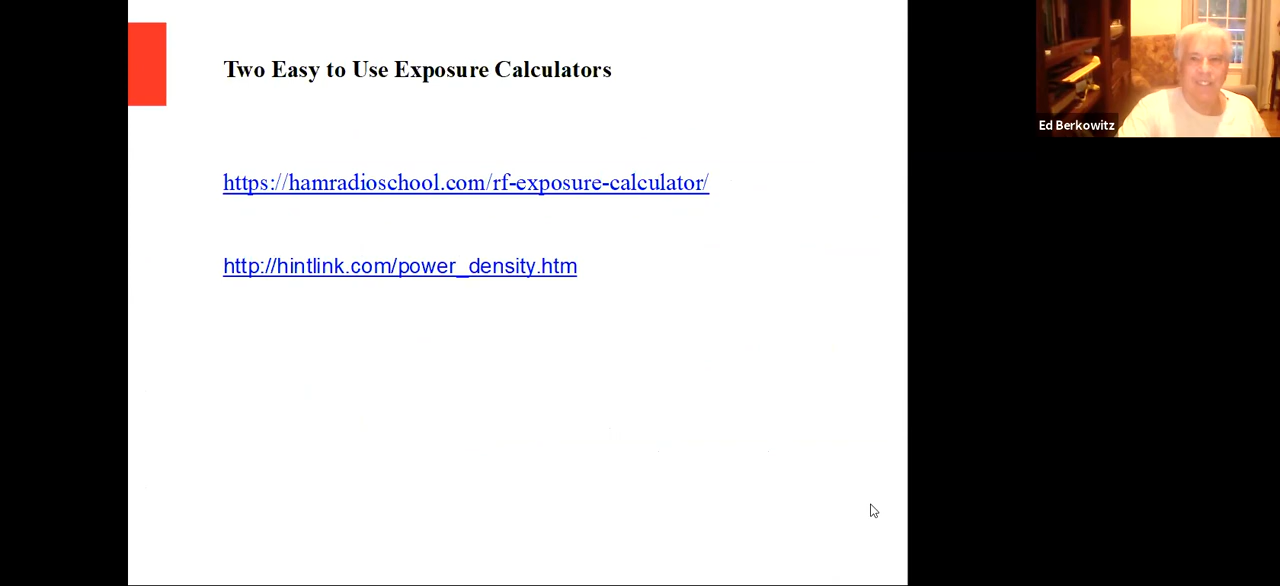 Two Easy to Use Exposure Calculators
https://hamradioschool.com/rf-exposure-calculator/
http://hintlink.com/power_density.htm
Ed Berkowitz